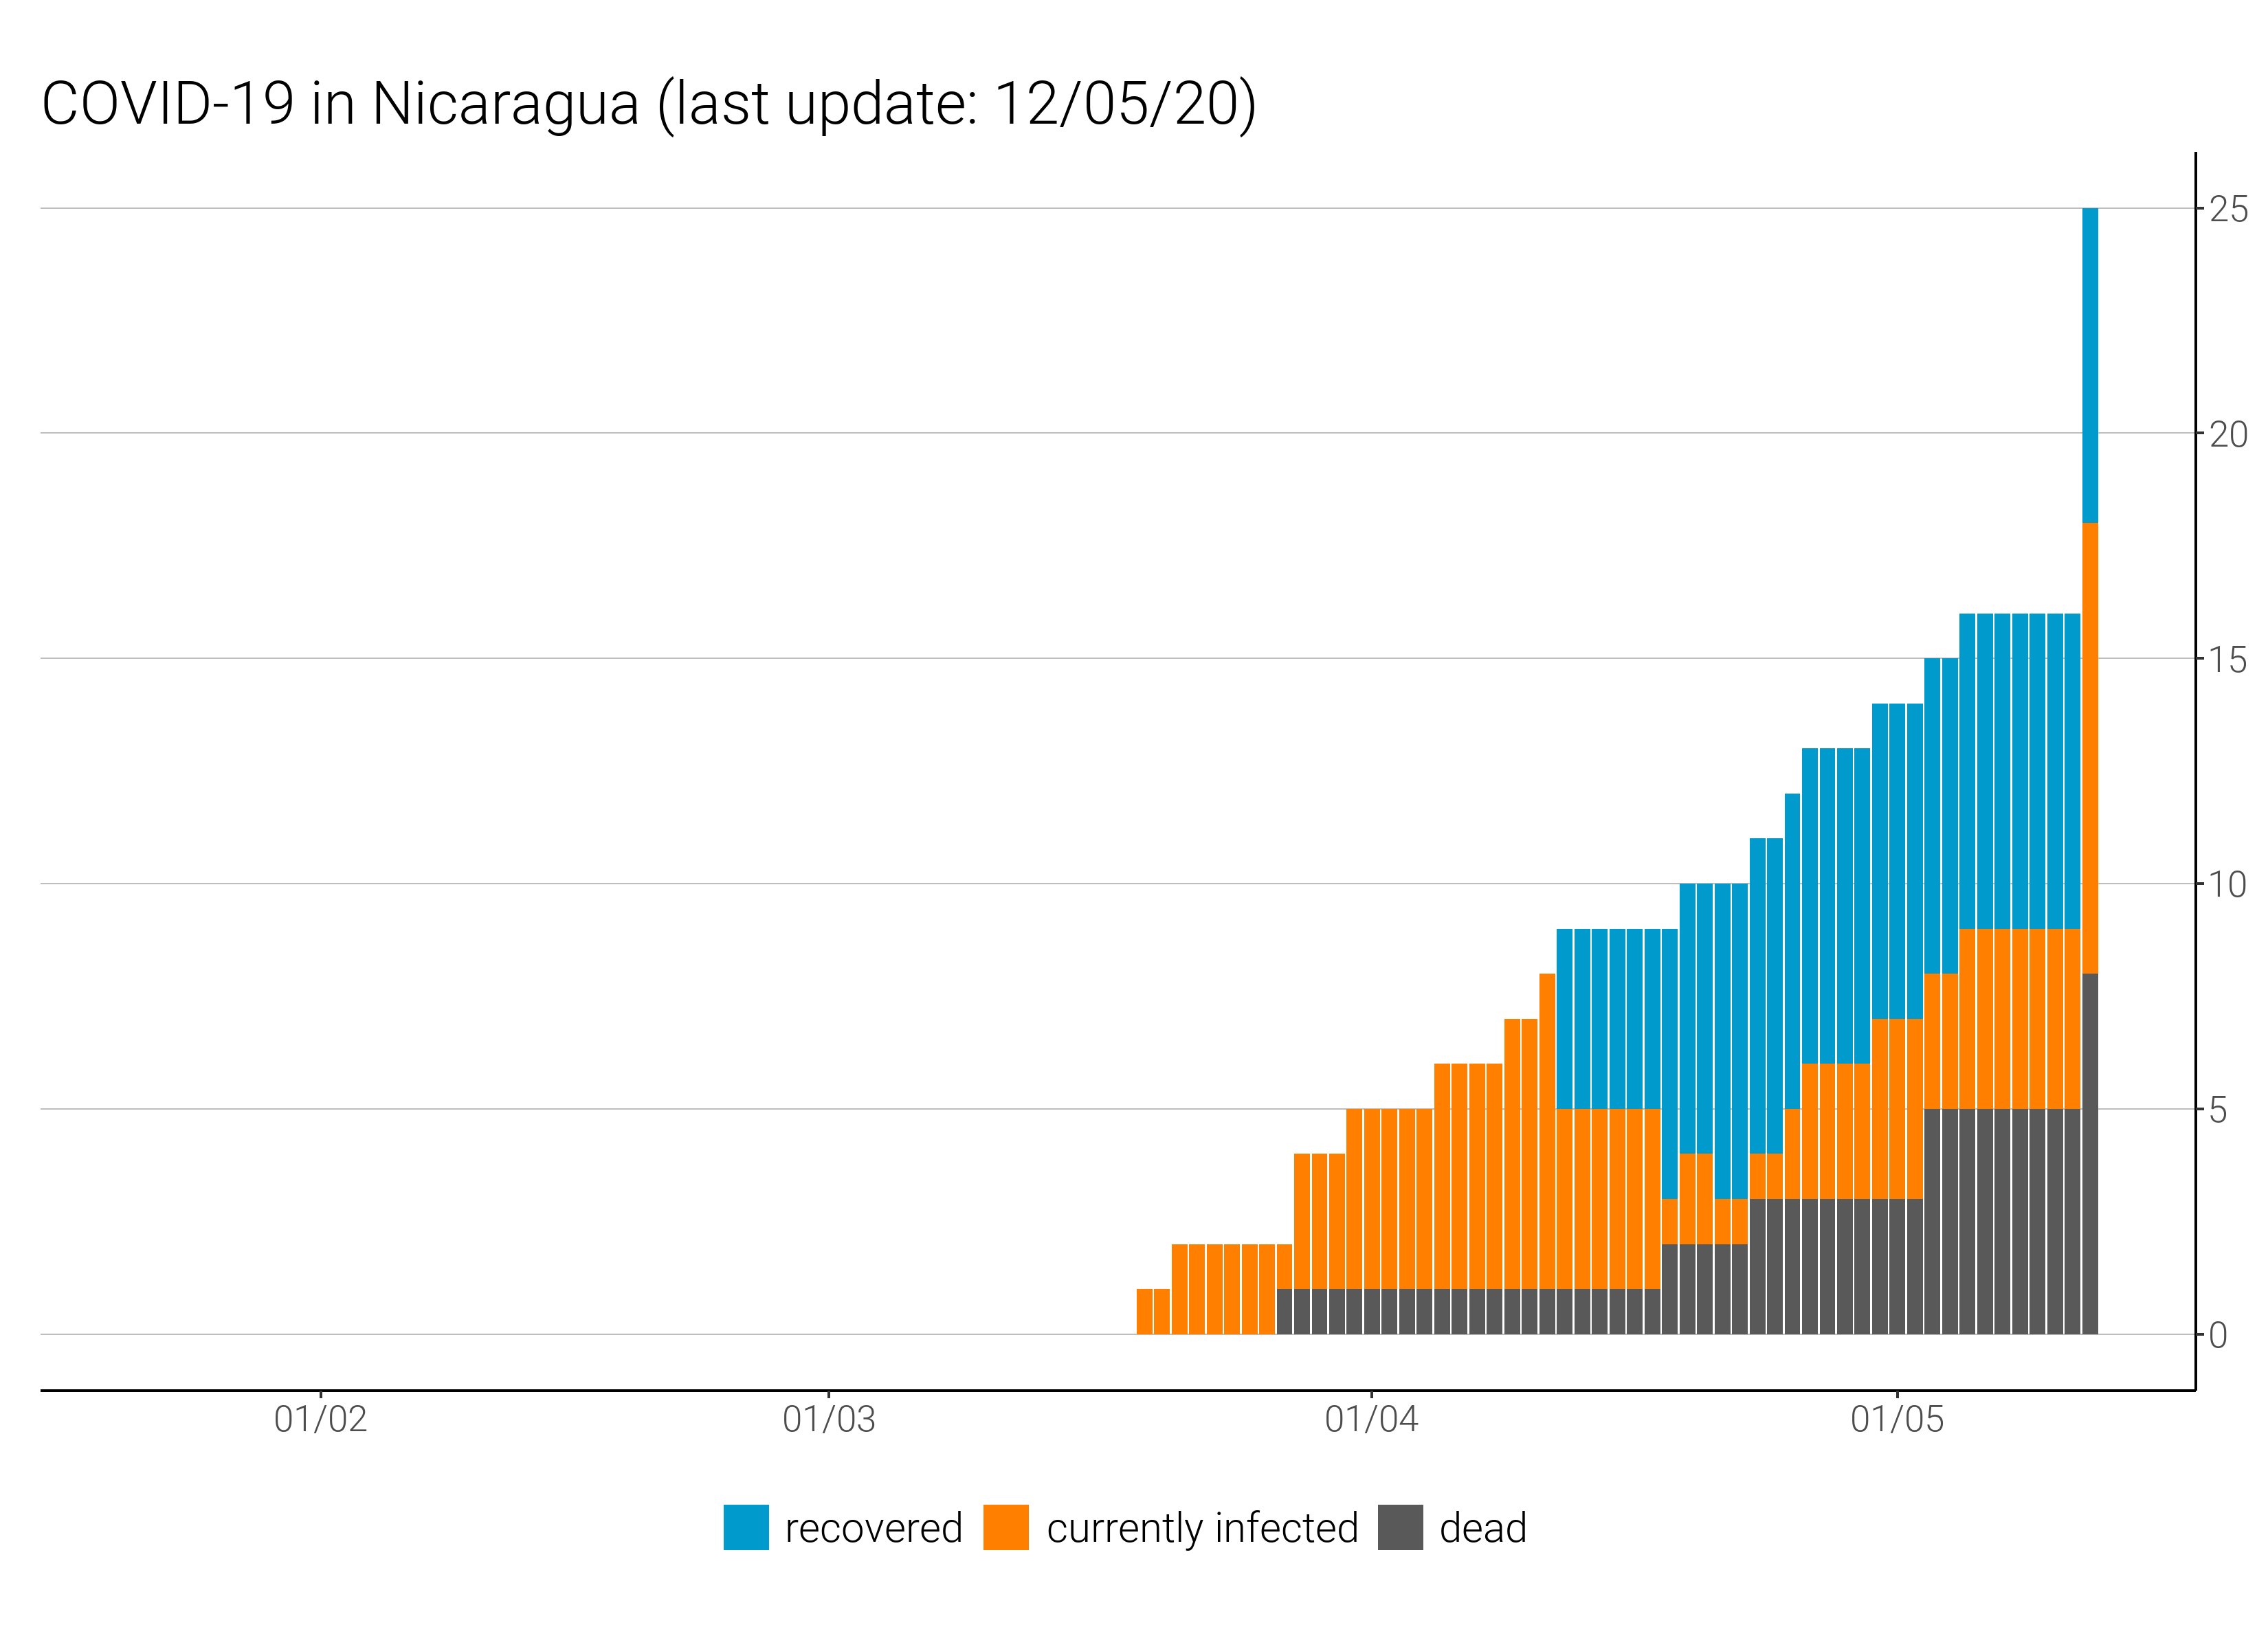 COVID-19 in Nicaragua (last update: 12/05/20)
25
20
15
10
5
0
01/02 01/03 01/04 01/05
recovered currently infected dead